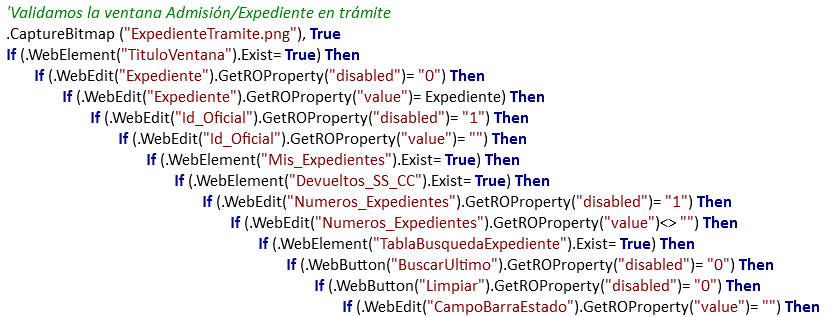 'Validamos la ventana Admisión/Expediente en trámite
.CaptureBitmap ("ExpedienteTramite.png"), True
If (.WebElement("TituloVentana").Exist= True) Then
If (.WebEdit("Expediente").GetROProperty("disabled")= "0") Then
If (.WebEdit("Expediente").GetROProperty("value")= Expediente) Then
If (.WebEdit("Id_Oficial").GetROProperty("disabled")= "1") Then
If (.WebEdit("Id_Oficial").GetROProperty("value")= "") Then
If (.WebElement("Mis_Expedientes").Exist= True) Then
If (.WebElement("Devueltos_SS_CC").Exist= True) Then
If (.WebEdit("Numeros_Expedientes").GetROProperty("disabled")= "1") Then
If (.WebEdit("Numeros_Expedientes").GetROProperty("value")<> "") Then
If (.WebElement("TablaBusquedaExpediente").Exist= True) Then
If (.WebButton("BuscarUltimo").GetROProperty("disabled")= "0") Then
If (.WebButton("Limpiar").GetROProperty("disabled")= "0") Then
If (.WebEdit("CampoBarraEstado").GetROProperty("value")= "") Then